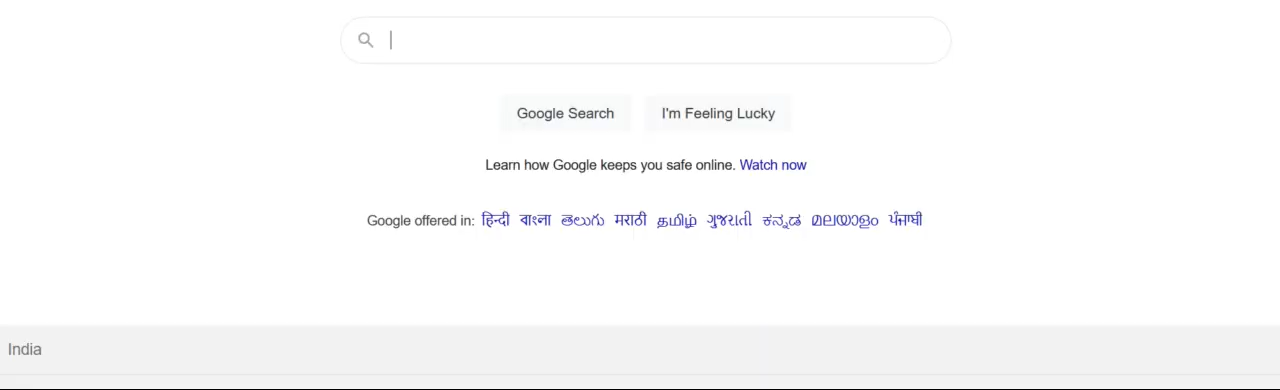 Google Search I'm Feeling Lucky
Learn how Google keeps you safe online. Watch now
Google offered in: हिन्दी বাংলা తెలుగు मराठी தமிழ் ગુજરાતી ಕನ್ನಡ മലയാളം ਪੰਜਾਬੀ
India